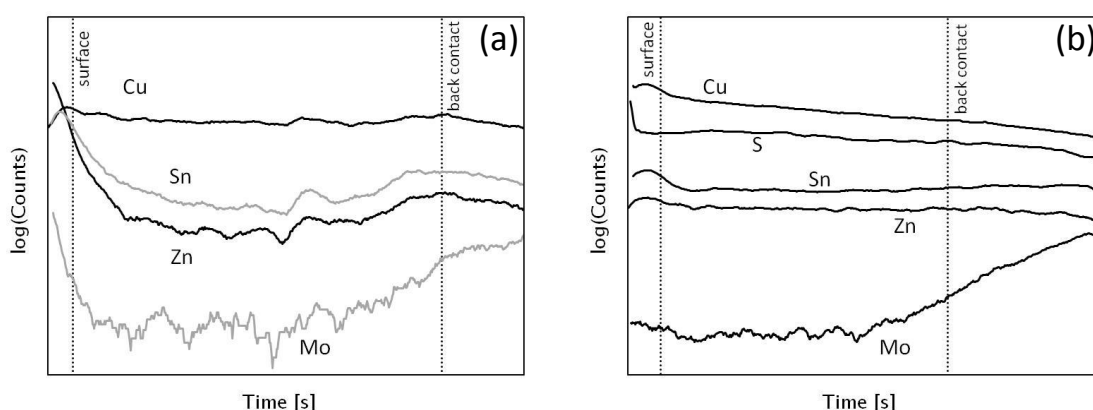 (a)
surface
back contact
Cu
Sn
Zn
Mo
log(Counts)
Time [s]
(b)
surface
back contact
Cu
S
Sn
Zn
Mo
log(Counts)
Time [s]